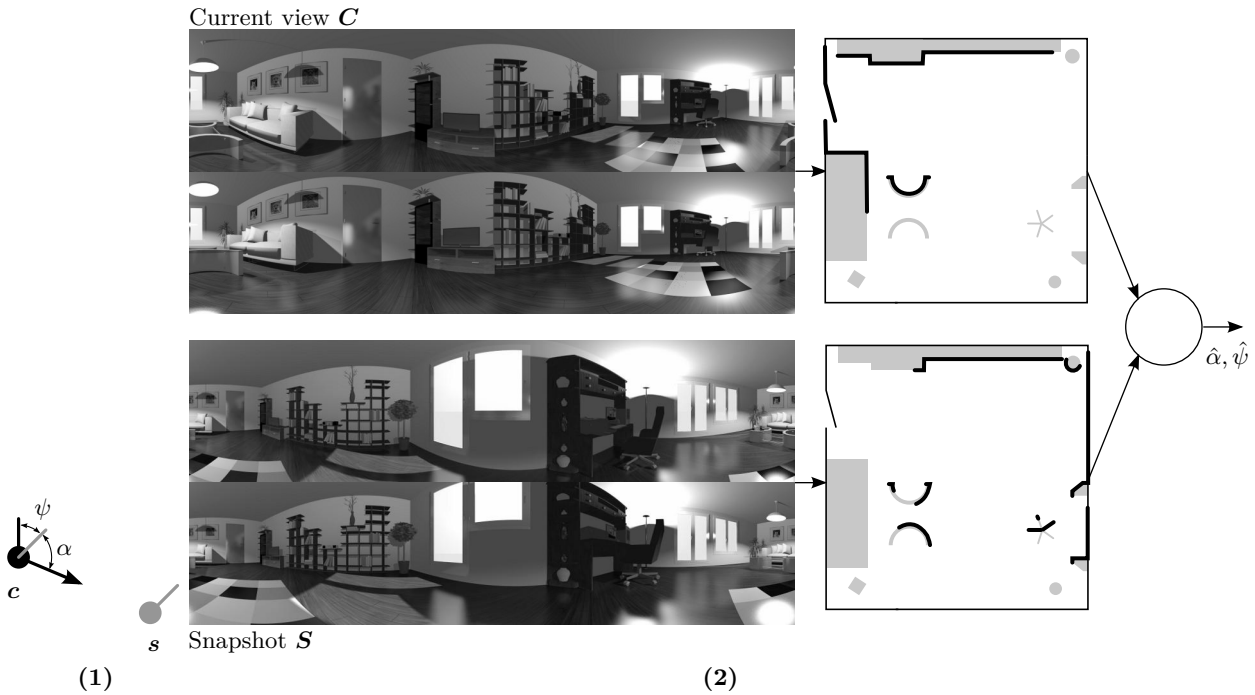 Current view C
α̂, ψ̂
ψ
α
c
s
Snapshot S
(1)
(2)